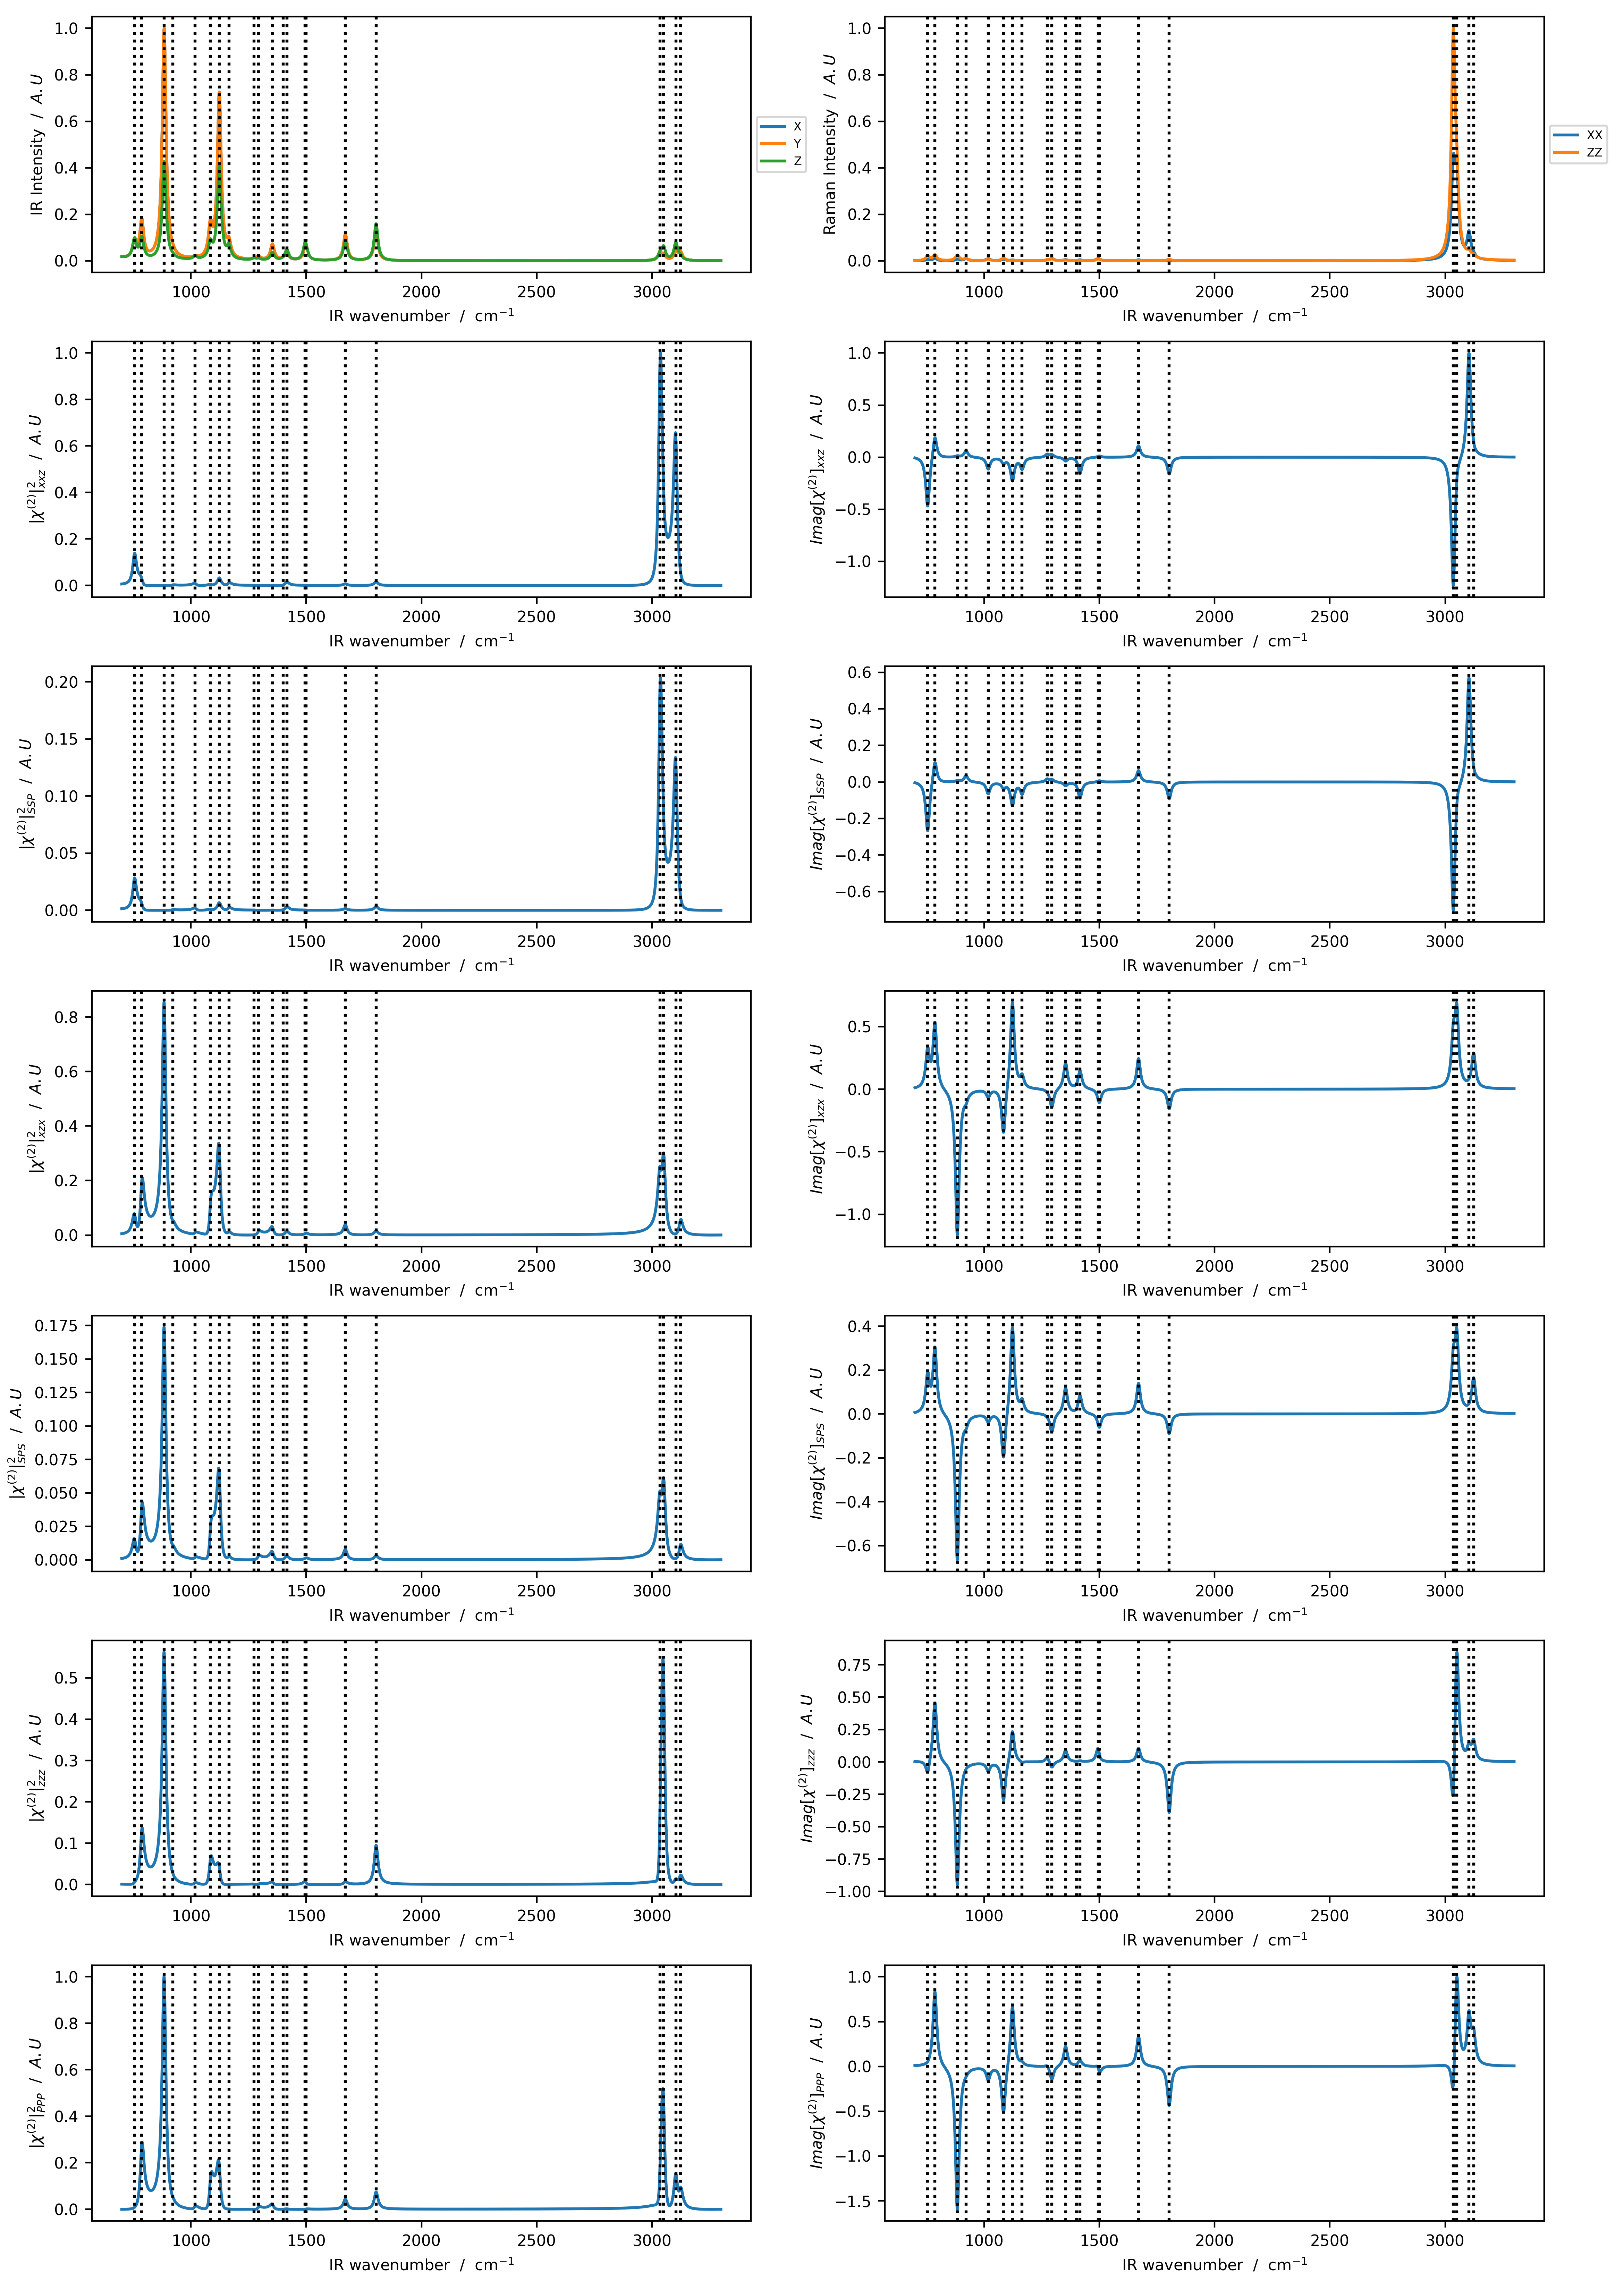 IR Intensity / A.U
1.0
0.8
0.6
0.4
0.2
0.0
1000 1500 2000 2500 3000
IR wavenumber / cm⁻¹
X
Y
Z
Raman Intensity / A.U
1.0
0.8
0.6
0.4
0.2
0.0
1000 1500 2000 2500 3000
IR wavenumber / cm⁻¹
XX
ZZ
|χ⁽²⁾|²xxz / A.U
1.0
0.8
0.6
0.4
0.2
0.0
1000 1500 2000 2500 3000
IR wavenumber / cm⁻¹
Imag[χ⁽²⁾]xxz / A.U
1.0
0.5
0.0
−0.5
−1.0
1000 1500 2000 2500 3000
IR wavenumber / cm⁻¹
|χ⁽²⁾|²SSP / A.U
0.20
0.15
0.10
0.05
0.00
1000 1500 2000 2500 3000
IR wavenumber / cm⁻¹
Imag[χ⁽²⁾]SSP / A.U
0.6
0.4
0.2
0.0
−0.2
−0.4
−0.6
1000 1500 2000 2500 3000
IR wavenumber / cm⁻¹
|χ⁽²⁾|²xzx / A.U
0.8
0.6
0.4
0.2
0.0
1000 1500 2000 2500 3000
IR wavenumber / cm⁻¹
Imag[χ⁽²⁾]xzx / A.U
0.5
0.0
−0.5
−1.0
1000 1500 2000 2500 3000
IR wavenumber / cm⁻¹
|χ⁽²⁾|²SPS / A.U
0.175
0.150
0.125
0.100
0.075
0.050
0.025
0.000
1000 1500 2000 2500 3000
IR wavenumber / cm⁻¹
Imag[χ⁽²⁾]SPS / A.U
0.4
0.2
0.0
−0.2
−0.4
−0.6
1000 1500 2000 2500 3000
IR wavenumber / cm⁻¹
|χ⁽²⁾|²zzz / A.U
0.5
0.4
0.3
0.2
0.1
0.0
1000 1500 2000 2500 3000
IR wavenumber / cm⁻¹
Imag[χ⁽²⁾]zzz / A.U
0.75
0.50
0.25
0.00
−0.25
−0.50
−0.75
−1.00
1000 1500 2000 2500 3000
IR wavenumber / cm⁻¹
|χ⁽²⁾|²PPP / A.U
1.0
0.8
0.6
0.4
0.2
0.0
1000 1500 2000 2500 3000
IR wavenumber / cm⁻¹
Imag[χ⁽²⁾]PPP / A.U
1.0
0.5
0.0
−0.5
−1.0
−1.5
1000 1500 2000 2500 3000
IR wavenumber / cm⁻¹